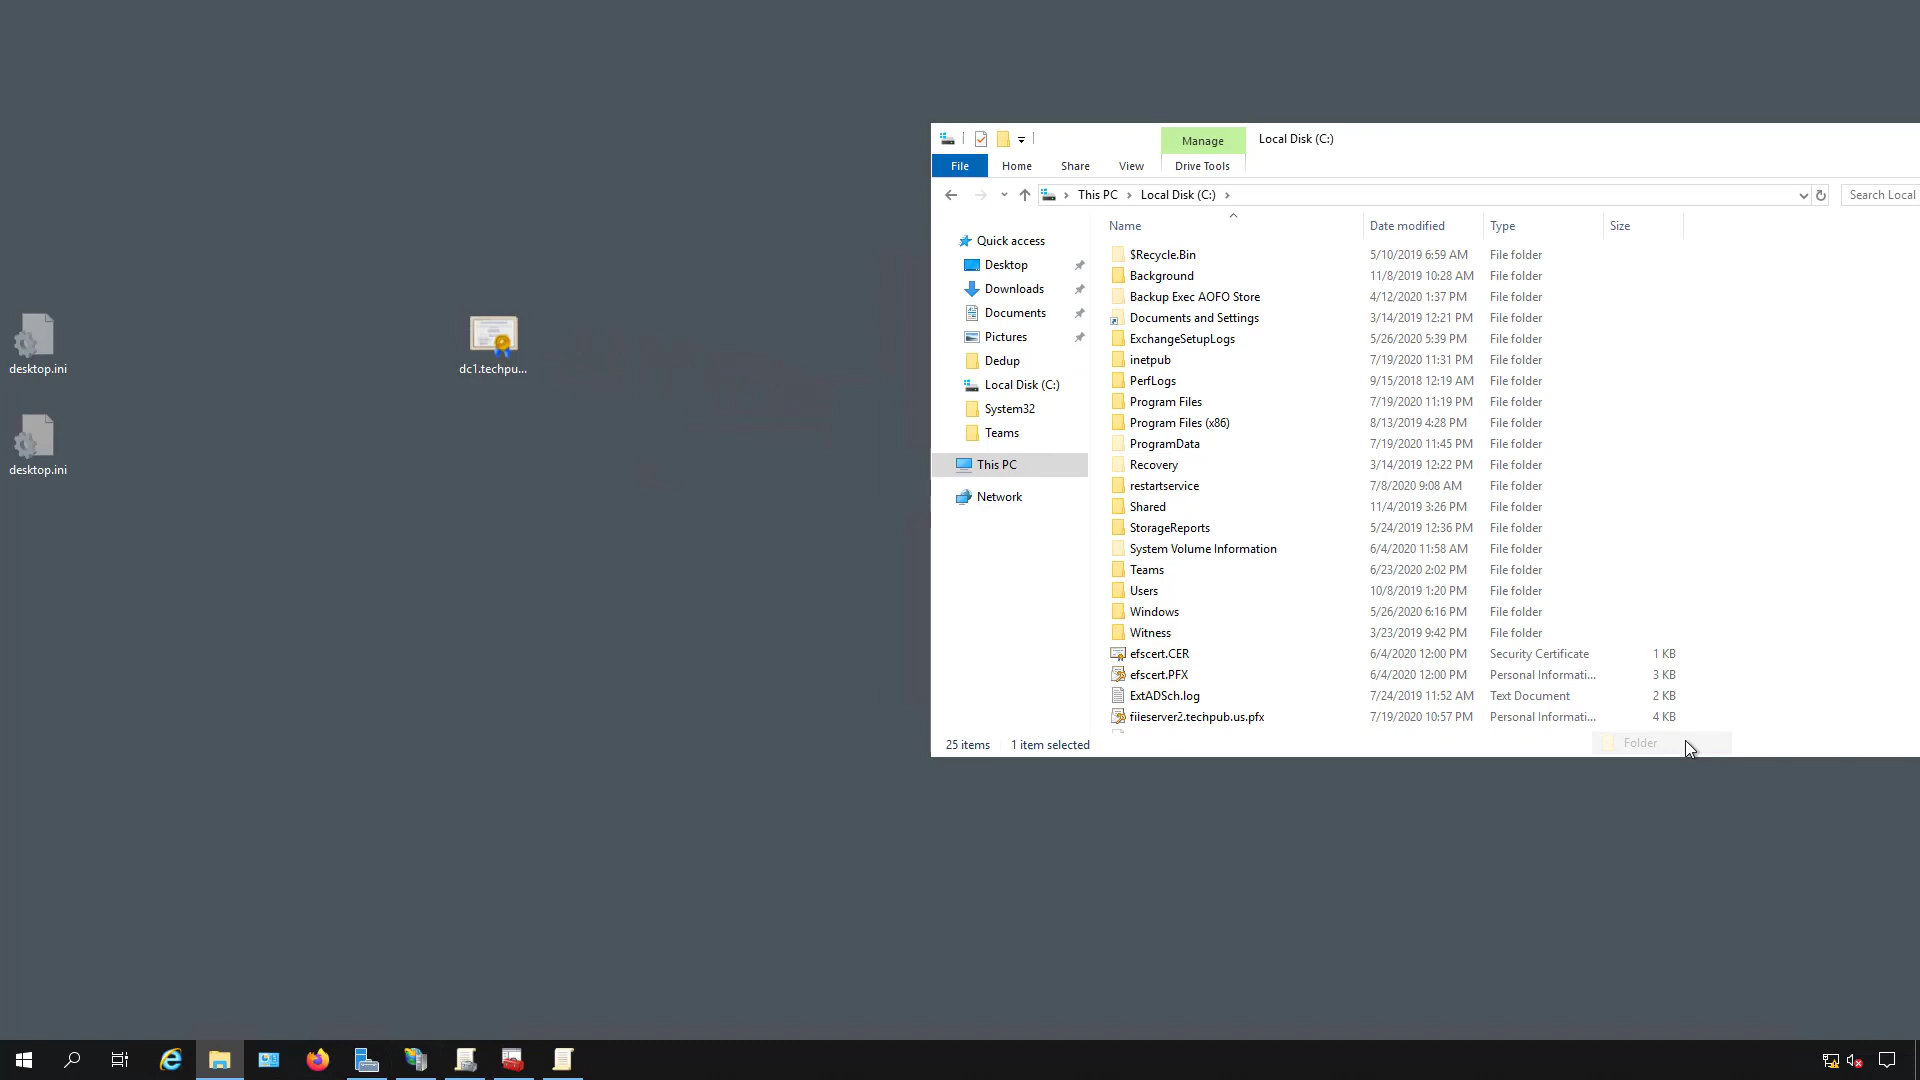 Manage
Local Disk (C:)
File
Home
Share
View
Drive Tools
This PC
Local Disk (C:)
Search Local
Name
Date modified
Type
Size
Quick access
Desktop
Downloads
Documents
Pictures
Dedup
Local Disk (C:)
System32
Teams
This PC
Network
$Recycle.Bin 5/10/2019 6:59 AM File folder
Background 11/8/2019 10:28 AM File folder
Backup Exec AOFO Store 4/12/2020 1:37 PM File folder
Documents and Settings 3/14/2019 12:21 PM File folder
ExchangeSetupLogs 5/26/2020 5:39 PM File folder
inetpub 7/19/2020 11:31 PM File folder
PerfLogs 9/15/2018 12:19 AM File folder
Program Files 7/19/2020 11:19 PM File folder
Program Files (x86) 8/13/2019 4:28 PM File folder
ProgramData 7/19/2020 11:45 PM File folder
Recovery 3/14/2019 12:22 PM File folder
restartservice 7/8/2020 9:08 AM File folder
Shared 11/4/2019 3:26 PM File folder
StorageReports 5/24/2019 12:36 PM File folder
System Volume Information 6/4/2020 11:58 AM File folder
Teams 6/23/2020 2:02 PM File folder
Users 10/8/2019 1:20 PM File folder
Windows 5/26/2020 6:16 PM File folder
Witness 3/23/2019 9:42 PM File folder
efscert.CER 6/4/2020 12:00 PM Security Certificate 1 KB
efscert.PFX 6/4/2020 12:00 PM Personal Informati... 3 KB
ExtADSch.log 7/24/2019 11:52 AM Text Document 2 KB
fileserver2.techpub.us.pfx 7/19/2020 10:57 PM Personal Informati... 4 KB
25 items
1 item selected
Folder
desktop.ini
dc1.techpu...
desktop.ini